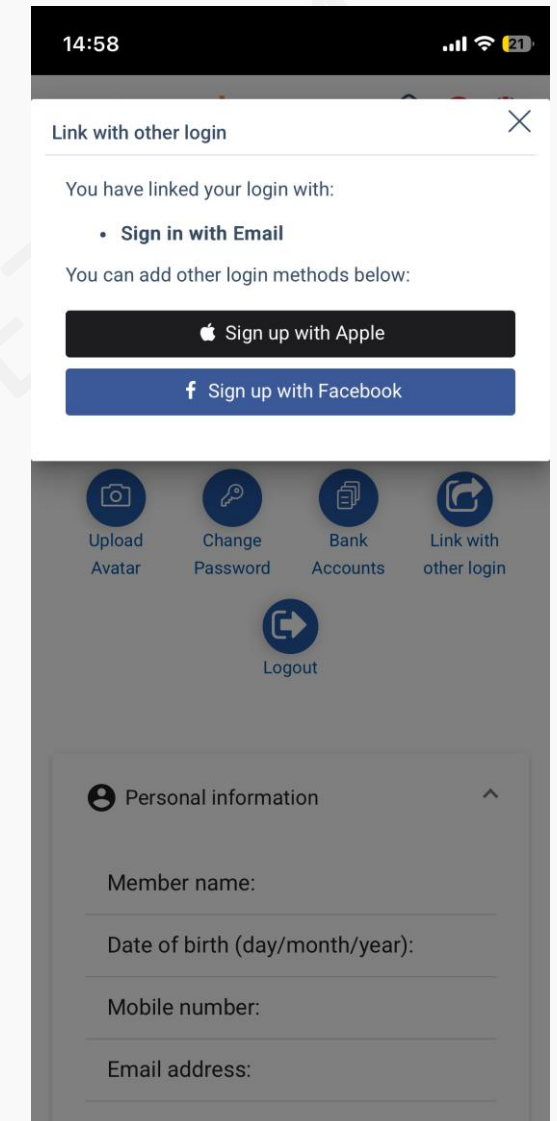 14:58
21
Link with other login
You have linked your login with:
• Sign in with Email
You can add other login methods below:
Sign up with Apple
f Sign up with Facebook
Upload Avatar
Change Password
Bank Accounts
Link with other login
Logout
Personal information
Member name:
Date of birth (day/month/year):
Mobile number:
Email address: